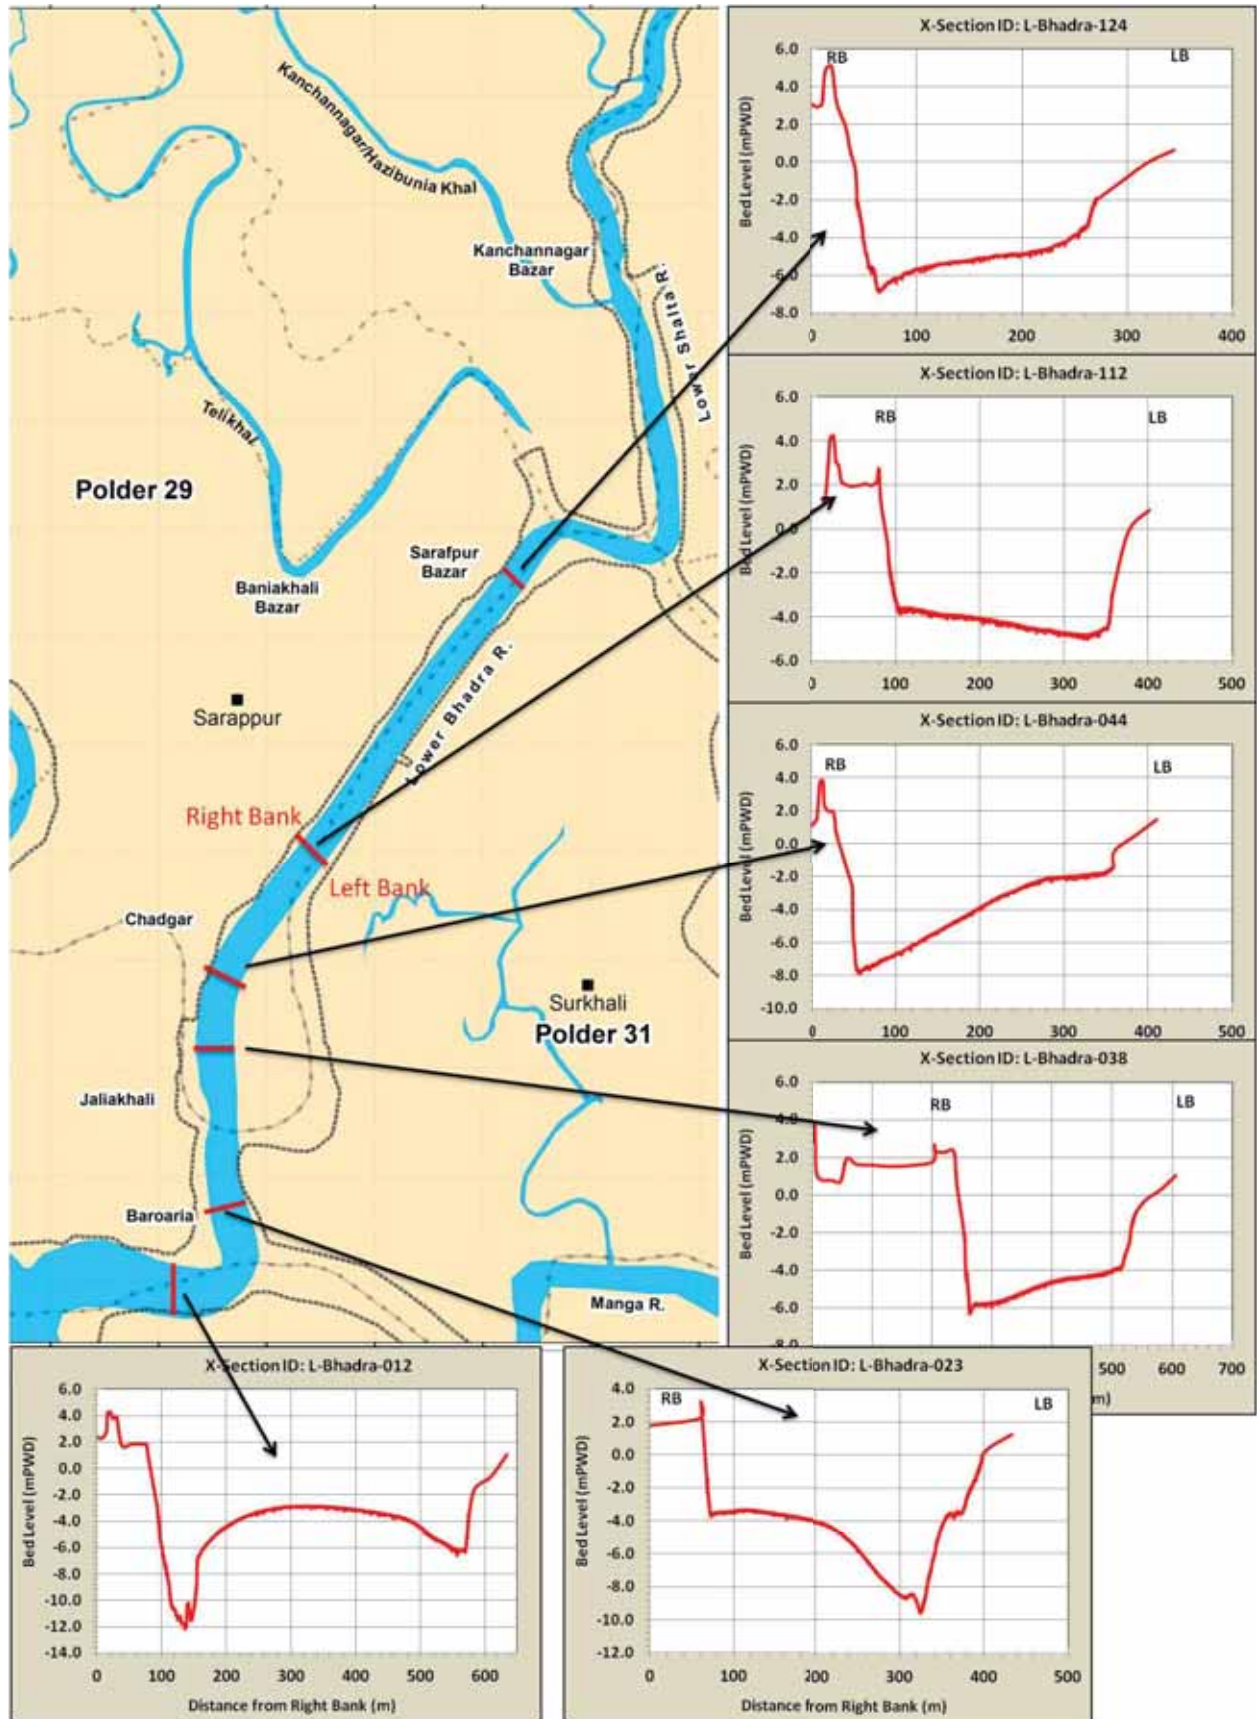 Kanchannagar/Hazibunia Khal
Kanchannagar
Bazar
Lower Shalta R.
Telikhal
Polder 29
Sarafpur
Bazar
Baniakhali
Bazar
Lower Bhadra R.
Sarappur
Right Bank
Left Bank
Chadgar
Surkhali
Polder 31
Jaliakhali
Baroaria
Manga R.
X-Section ID: L-Bhadra-124
RB
LB
Bed Level (mPWD)
6.0
4.0
2.0
0.0
-2.0
-4.0
-6.0
-8.0
0 100 200 300 400
X-Section ID: L-Bhadra-112
RB
LB
Bed Level (mPWD)
6.0
4.0
2.0
0.0
-2.0
-4.0
-6.0
0 100 200 300 400 500
X-Section ID: L-Bhadra-044
RB
LB
Bed Level (mPWD)
6.0
4.0
2.0
0.0
-2.0
-4.0
-6.0
-8.0
-10.0
0 100 200 300 400 500
X-Section ID: L-Bhadra-038
RB
LB
Bed Level (mPWD)
6.0
4.0
2.0
0.0
-2.0
-4.0
-6.0
-8.0
500 600 700
m)
X-Section ID: L-Bhadra-012
Bed Level (mPWD)
6.0
4.0
2.0
0.0
-2.0
-4.0
-6.0
-8.0
-10.0
-12.0
-14.0
0 100 200 300 400 500 600
Distance from Right Bank (m)
X-Section ID: L-Bhadra-023
RB
LB
Bed Level (mPWD)
4.0
2.0
0.0
-2.0
-4.0
-6.0
-8.0
-10.0
-12.0
0 100 200 300 400 500
Distance from Right Bank (m)